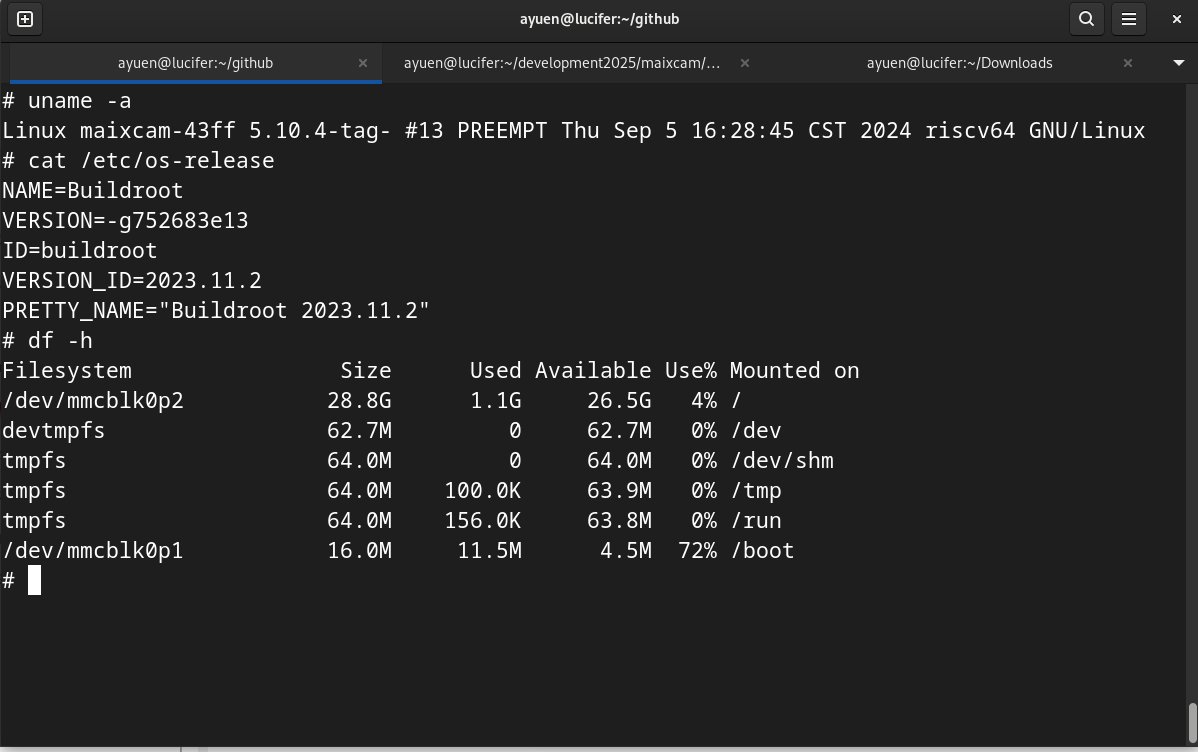 ayuen@lucifer:~/github
ayuen@lucifer:~/github
ayuen@lucifer:~/development2025/maixcam/...
ayuen@lucifer:~/Downloads
# uname -a
Linux maixcam-43ff 5.10.4-tag- #13 PREEMPT Thu Sep 5 16:28:45 CST 2024 riscv64 GNU/Linux
# cat /etc/os-release
NAME=Buildroot
VERSION=-g752683e13
ID=buildroot
VERSION_ID=2023.11.2
PRETTY_NAME="Buildroot 2023.11.2"
# df -h
Filesystem Size Used Available Use% Mounted on
/dev/mmcblk0p2 28.8G 1.1G 26.5G 4% /
devtmpfs 62.7M 0 62.7M 0% /dev
tmpfs 64.0M 0 64.0M 0% /dev/shm
tmpfs 64.0M 100.0K 63.9M 0% /tmp
tmpfs 64.0M 156.0K 63.8M 0% /run
/dev/mmcblk0p1 16.0M 11.5M 4.5M 72% /boot
#